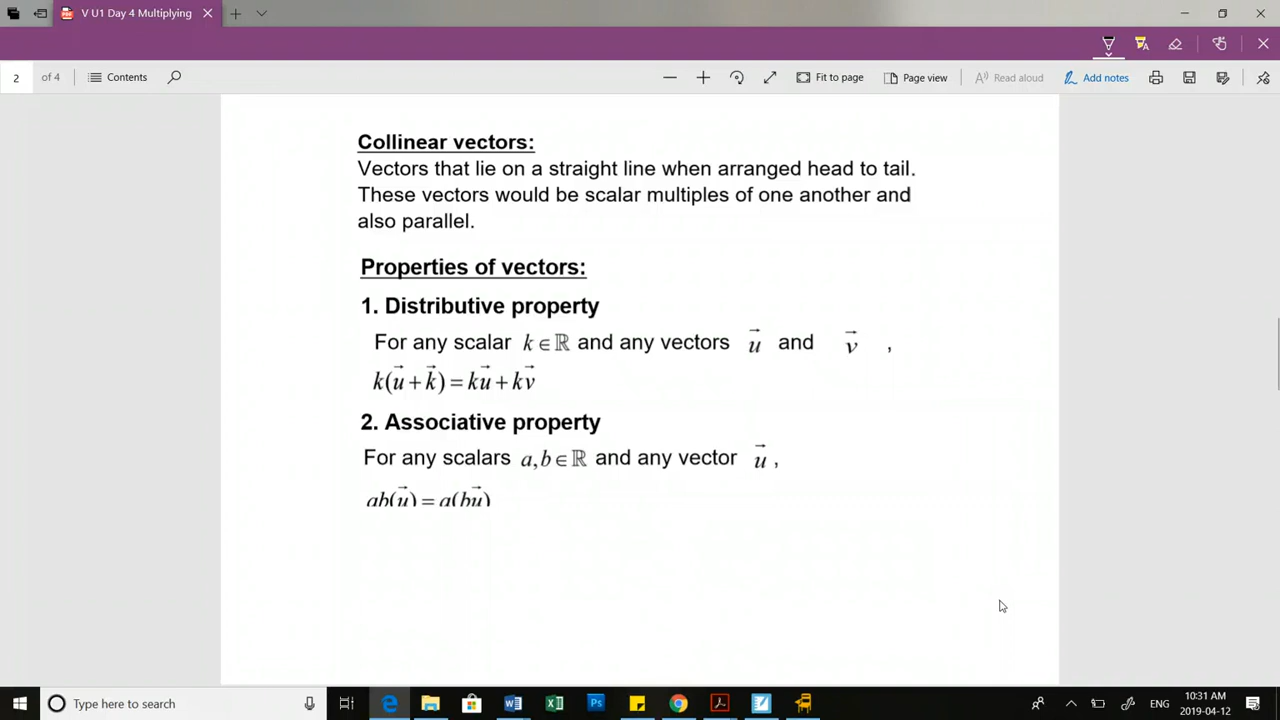 V U1 Day 4 Multiplying
2 of 4 Contents Fit to page Page view Read aloud Add notes
Collinear vectors:
Vectors that lie on a straight line when arranged head to tail.
These vectors would be scalar multiples of one another and
also parallel.
Properties of vectors:
1. Distributive property
For any scalar k∈ℝ and any vectors u⃗ and v⃗ ,
k(u⃗ + k⃗) = ku⃗ + kv⃗
2. Associative property
For any scalars a,b∈ℝ and any vector u⃗ ,
ab(u⃗) = a(bu⃗)
Type here to search
ENG
10:31 AM
2019-04-12